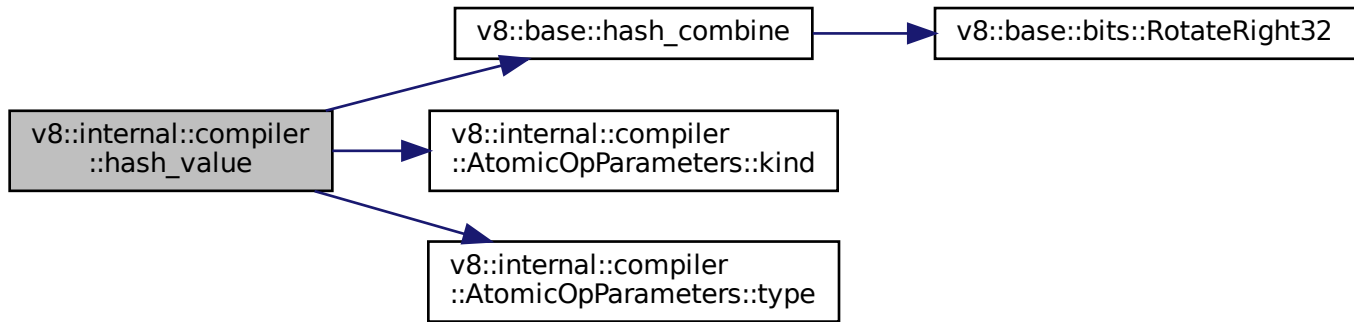 v8::internal::compiler
::hash_value
v8::base::hash_combine
v8::base::bits::RotateRight32
v8::internal::compiler
::AtomicOpParameters::kind
v8::internal::compiler
::AtomicOpParameters::type